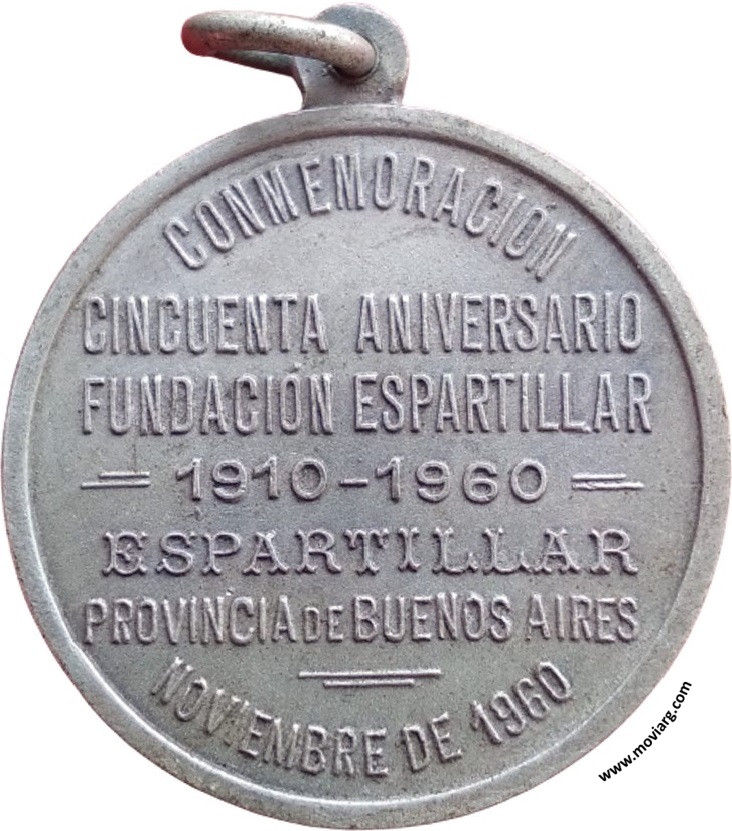 CONMEMORACIÓN
CINCUENTA ANIVERSARIO
FUNDACIÓN ESPARTILLAR
1910-1960
ESPARTILLAR
PROVINCIA DE BUENOS AIRES
NOVIEMBRE DE 1960
www.moviarg.com